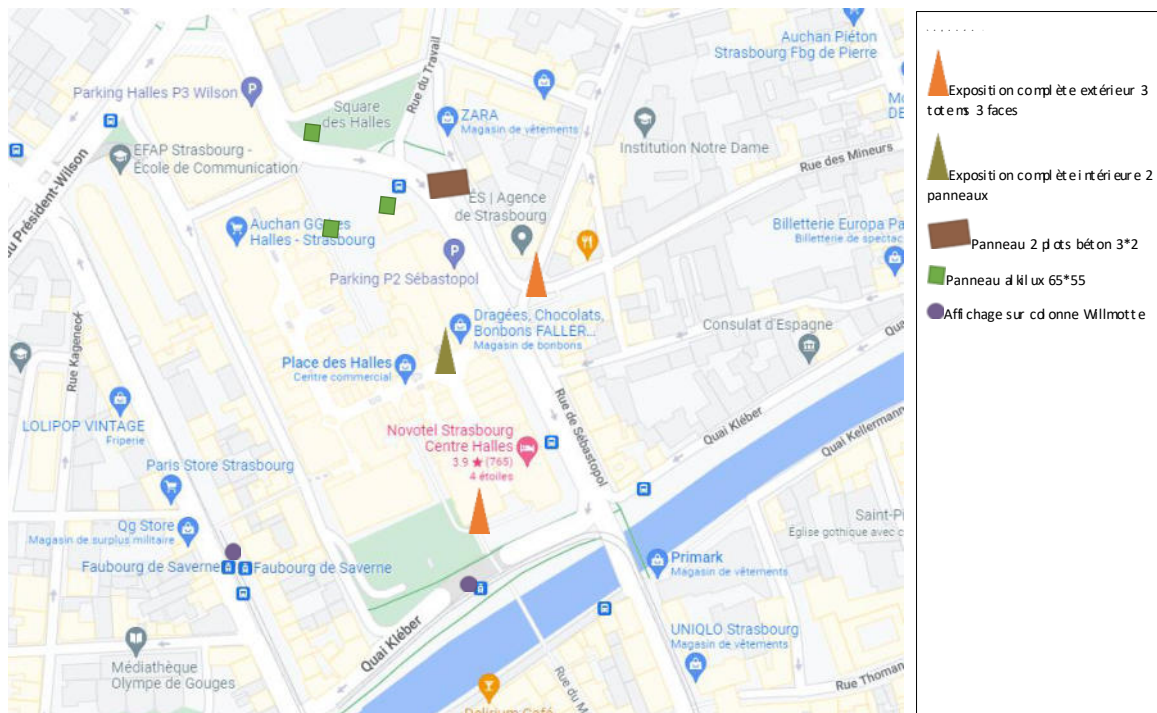 Auchan Piéton
Strasbourg Fbg de Pierre
Parking Halles P3 Wilson
Square
des Halles
Rue du Travail
ZARA
Magasin de vêtements
EFAP Strasbourg -
École de Communication
Institution Notre Dame
Rue des Mineurs
du Président-Wilson
ÉS | Agence
de Strasbourg
Auchan
Halles - Strasbourg
Billetterie Europa Pa
Billetterie de spectac
Parking P2 Sébastopol
Dragées, Chocolats,
Bonbons FALLER...
Magasin de bonbons
Consulat d'Espagne
Rue Kageneck
Place des Halles
Centre commercial
Quai Kléber
Quai Kellermann
LOLIPOP VINTAGE
Friperie
Rue de Sébastopol
Novotel Strasbourg
Centre Halles
3.9 ★ (765)
4 étoiles
Paris Store Strasbourg
Qg Store
Magasin de surplus militaire
Saint-Pi
Église gothique avec c
Faubourg de Saverne
Faubourg de Saverne
Primark
Magasin de vêtements
Quai Kléber
UNIQLO Strasbourg
Magasin de vêtements
Médiathèque
Olympe de Gouges
Rue du M
Rue Thoman
Delirium Café
Exposition complète extérieur 3
totems 3 faces
Exposition complète intérieure 2
panneaux
Panneau 2 plots béton 3*2
Panneau alkilux 65*55
Affichage sur colonne Willmotte